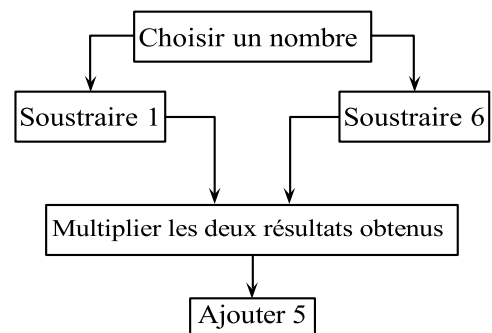 Choisir un nombre
Soustraire 1
Soustraire 6
Multiplier les deux résultats obtenus
Ajouter 5